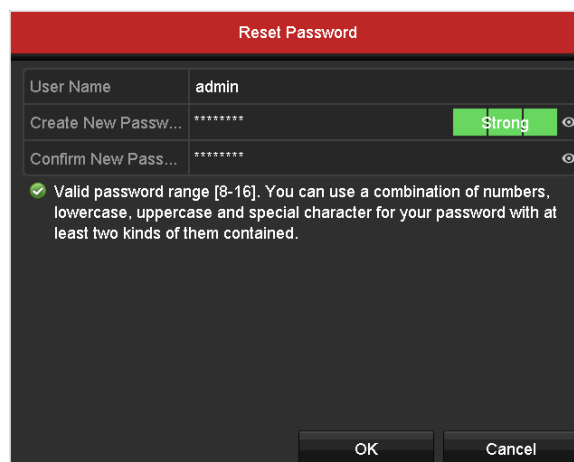 Reset Password
User Name admin
Create New Passw... ******** Strong
Confirm New Pass... ********
Valid password range [8-16]. You can use a combination of numbers,
lowercase, uppercase and special character for your password with at
least two kinds of them contained.
OK Cancel